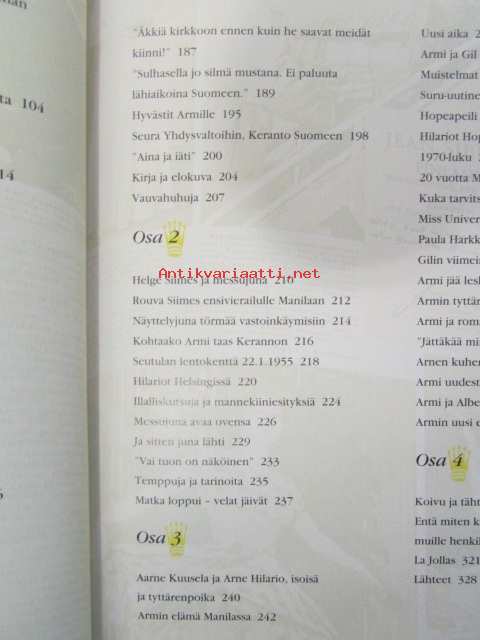 ta 104
14
"Äkkiä kirkkoon ennen kuin he saavat meidät
kiinni!" 187
"Sulhasella jo silmä mustana. Ei paluuta
lähiaikoina Suomeen." 189
Hyvästit Armille 195
Seura Yhdysvaltoihin, Keranto Suomeen 198
"Aina ja iäti" 200
Kirja ja elokuva 204
Vauvahuhuja 207
Osa 2
Antikvariaatti.net
Helge Siimes ja messujuna 210
Rouva Siimes ensivierailulle Manilaan 212
Näyttelyjuna törmää vastoinkäymisiin 214
Kohtaako Armi taas Kerannon 216
Seutulan lentokenttä 22.1.1955 218
Hilariot Helsingissä 220
Illalliskutsuja ja mannekiiniesityksiä 224
Messujuna avaa ovensa 226
Ja sitten juna lähti 229
"Vai tuon on näköinen" 233
Temppuja ja tarinoita 235
Matka loppui – velat jäivät 237
Osa 3
Aarne Kuusela ja Arne Hilario, isoisä
ja tyttärenpoika 240
Armin elämä Manilassa 242
Uusi aika
Armi ja Gil
Muistelmat
Suru-uutine
Hopeapeili
Hilariot Hop
1970-luku
20 vuotta M
Kuka tarvits
Miss Univer
Paula Harkk
Gilin viimeis
Armi jää lesk
Armin tyttär
Armi ja rom
"Jättäkää mi
Arnen kuher
Armi uudest
Armi ja Albe
Armin uusi e
Osa 4
Koivu ja täht
Entä miten k
muille henkil
La Jollas 321
Lähteet 328